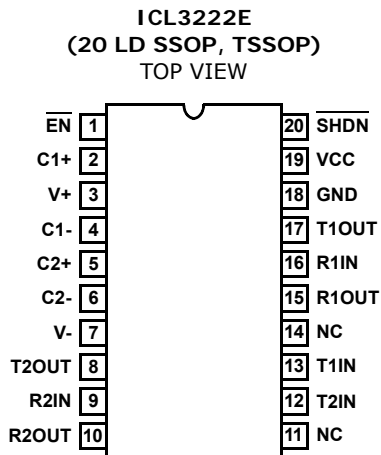 ICL3222E
(20 LD SSOP, TSSOP)
TOP VIEW
EN 1 20 SHDN
C1+ 2 19 VCC
V+ 3 18 GND
C1- 4 17 T1OUT
C2+ 5 16 R1IN
C2- 6 15 R1OUT
V- 7 14 NC
T2OUT 8 13 T1IN
R2IN 9 12 T2IN
R2OUT 10 11 NC